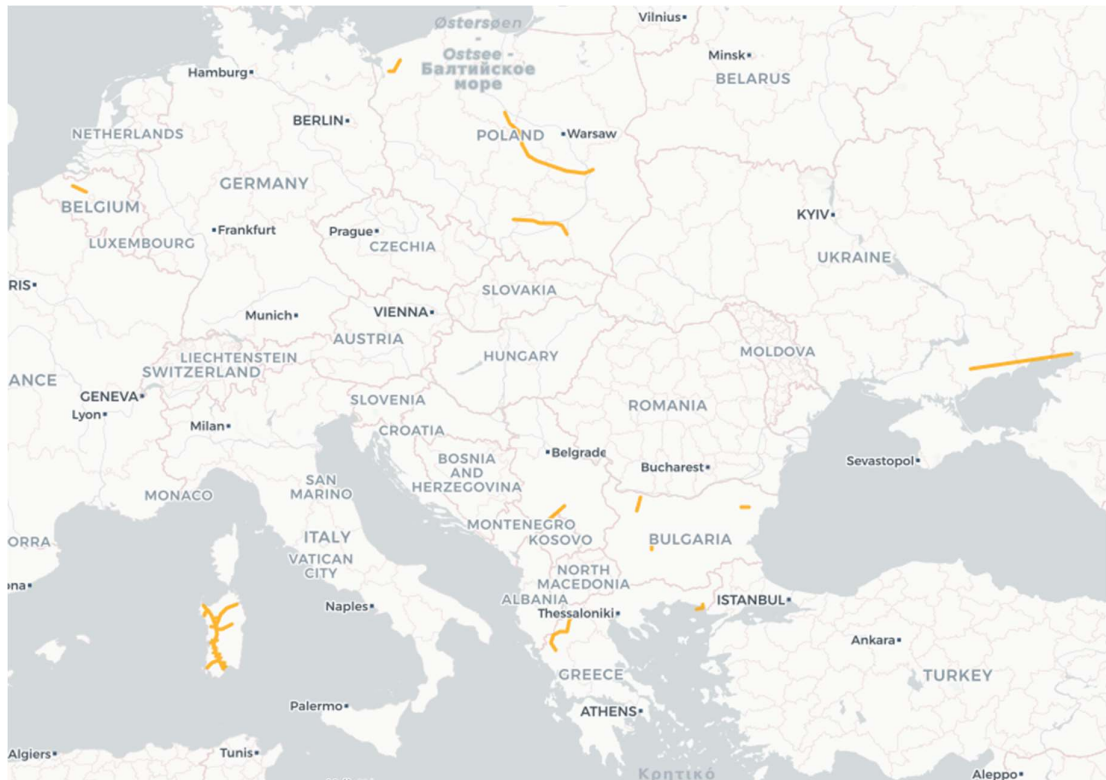 Østersøen
-
Ostsee -
Балтийское
море
Vilnius
Minsk
BELARUS
Hamburg
BERLIN
NETHERLANDS
POLAND
Warsaw
GERMANY
BELGIUM
KYIV
LUXEMBOURG
Frankfurt
Prague
CZECHIA
UKRAINE
RIS
SLOVAKIA
Munich
VIENNA
AUSTRIA
LIECHTENSTEIN
SWITZERLAND
HUNGARY
MOLDOVA
ANCE
GENEVA
Lyon
SLOVENIA
ROMANIA
Milan
CROATIA
Belgrade
BOSNIA
AND
HERZEGOVINA
Bucharest
Sevastopol
SAN
MARINO
MONACO
MONTENEGRO
KOSOVO
ITALY
BULGARIA
ORRA
VATICAN
CITY
NORTH
MACEDONIA
na
ALBANIA
ISTANBUL
Naples
Thessaloniki
Ankara
GREECE
TURKEY
Palermo
ATHENS
Algiers
Tunis
Κρητικό
Aleppo